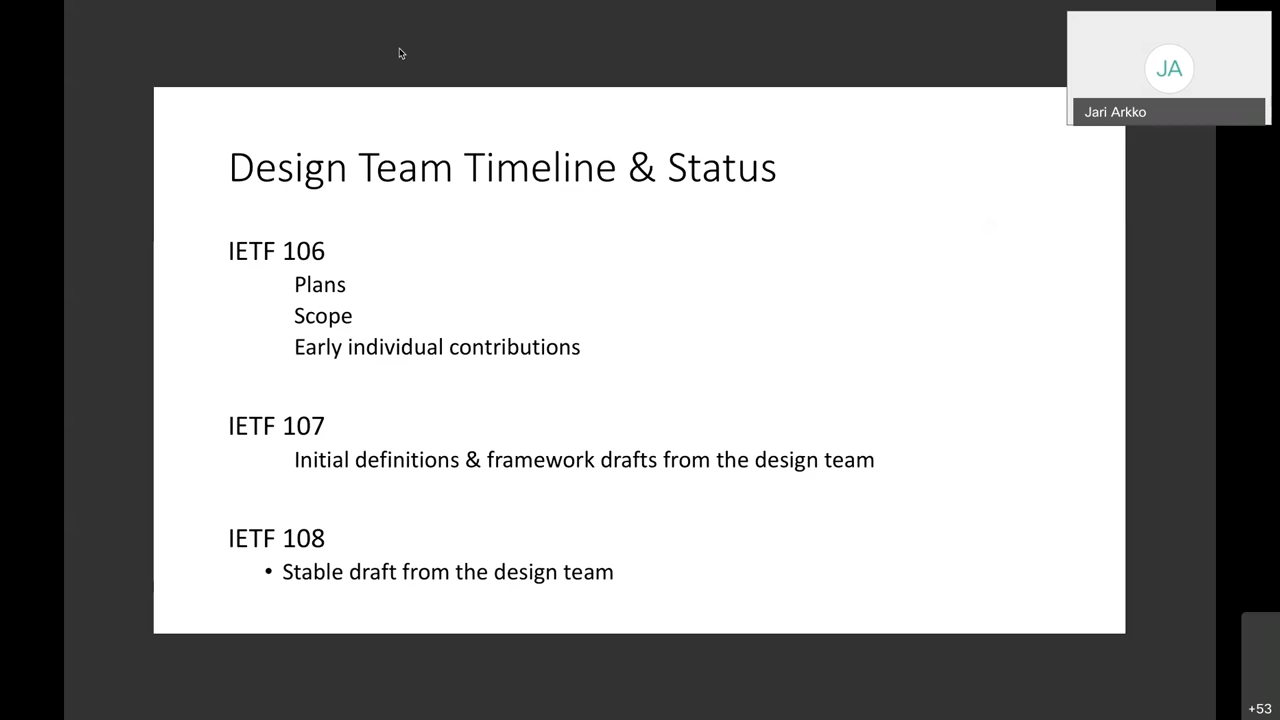 JA
Jari Arkko
Design Team Timeline & Status
IETF 106
Plans
Scope
Early individual contributions
IETF 107
Initial definitions & framework drafts from the design team
IETF 108
• Stable draft from the design team
+53